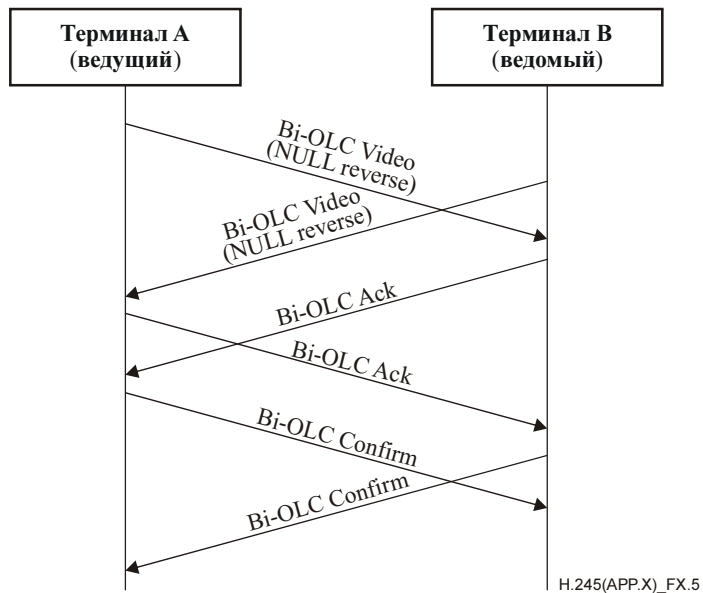 Терминал A
(ведущий)
Терминал B
(ведомый)
Bi-OLC Video
(NULL reverse)
Bi-OLC Video
(NULL reverse)
Bi-OLC Ack
Bi-OLC Ack
Bi-OLC Confirm
Bi-OLC Confirm
H.245(APP.X)_FX.5